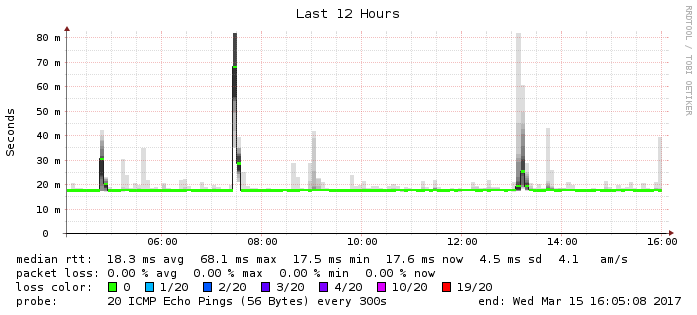 Last 12 Hours
RRDTOOL / TOBI OETIKER
Seconds
80 m
70 m
60 m
50 m
40 m
30 m
20 m
10 m
0
06:00 08:00 10:00 12:00 14:00 16:00
median rtt: 18.3 ms avg 68.1 ms max 17.5 ms min 17.6 ms now 4.5 ms sd 4.1 am/s
packet loss: 0.00 % avg 0.00 % max 0.00 % min 0.00 % now
loss color: 0 1/20 2/20 3/20 4/20 10/20 19/20
probe: 20 ICMP Echo Pings (56 Bytes) every 300s end: Wed Mar 15 16:05:08 2017